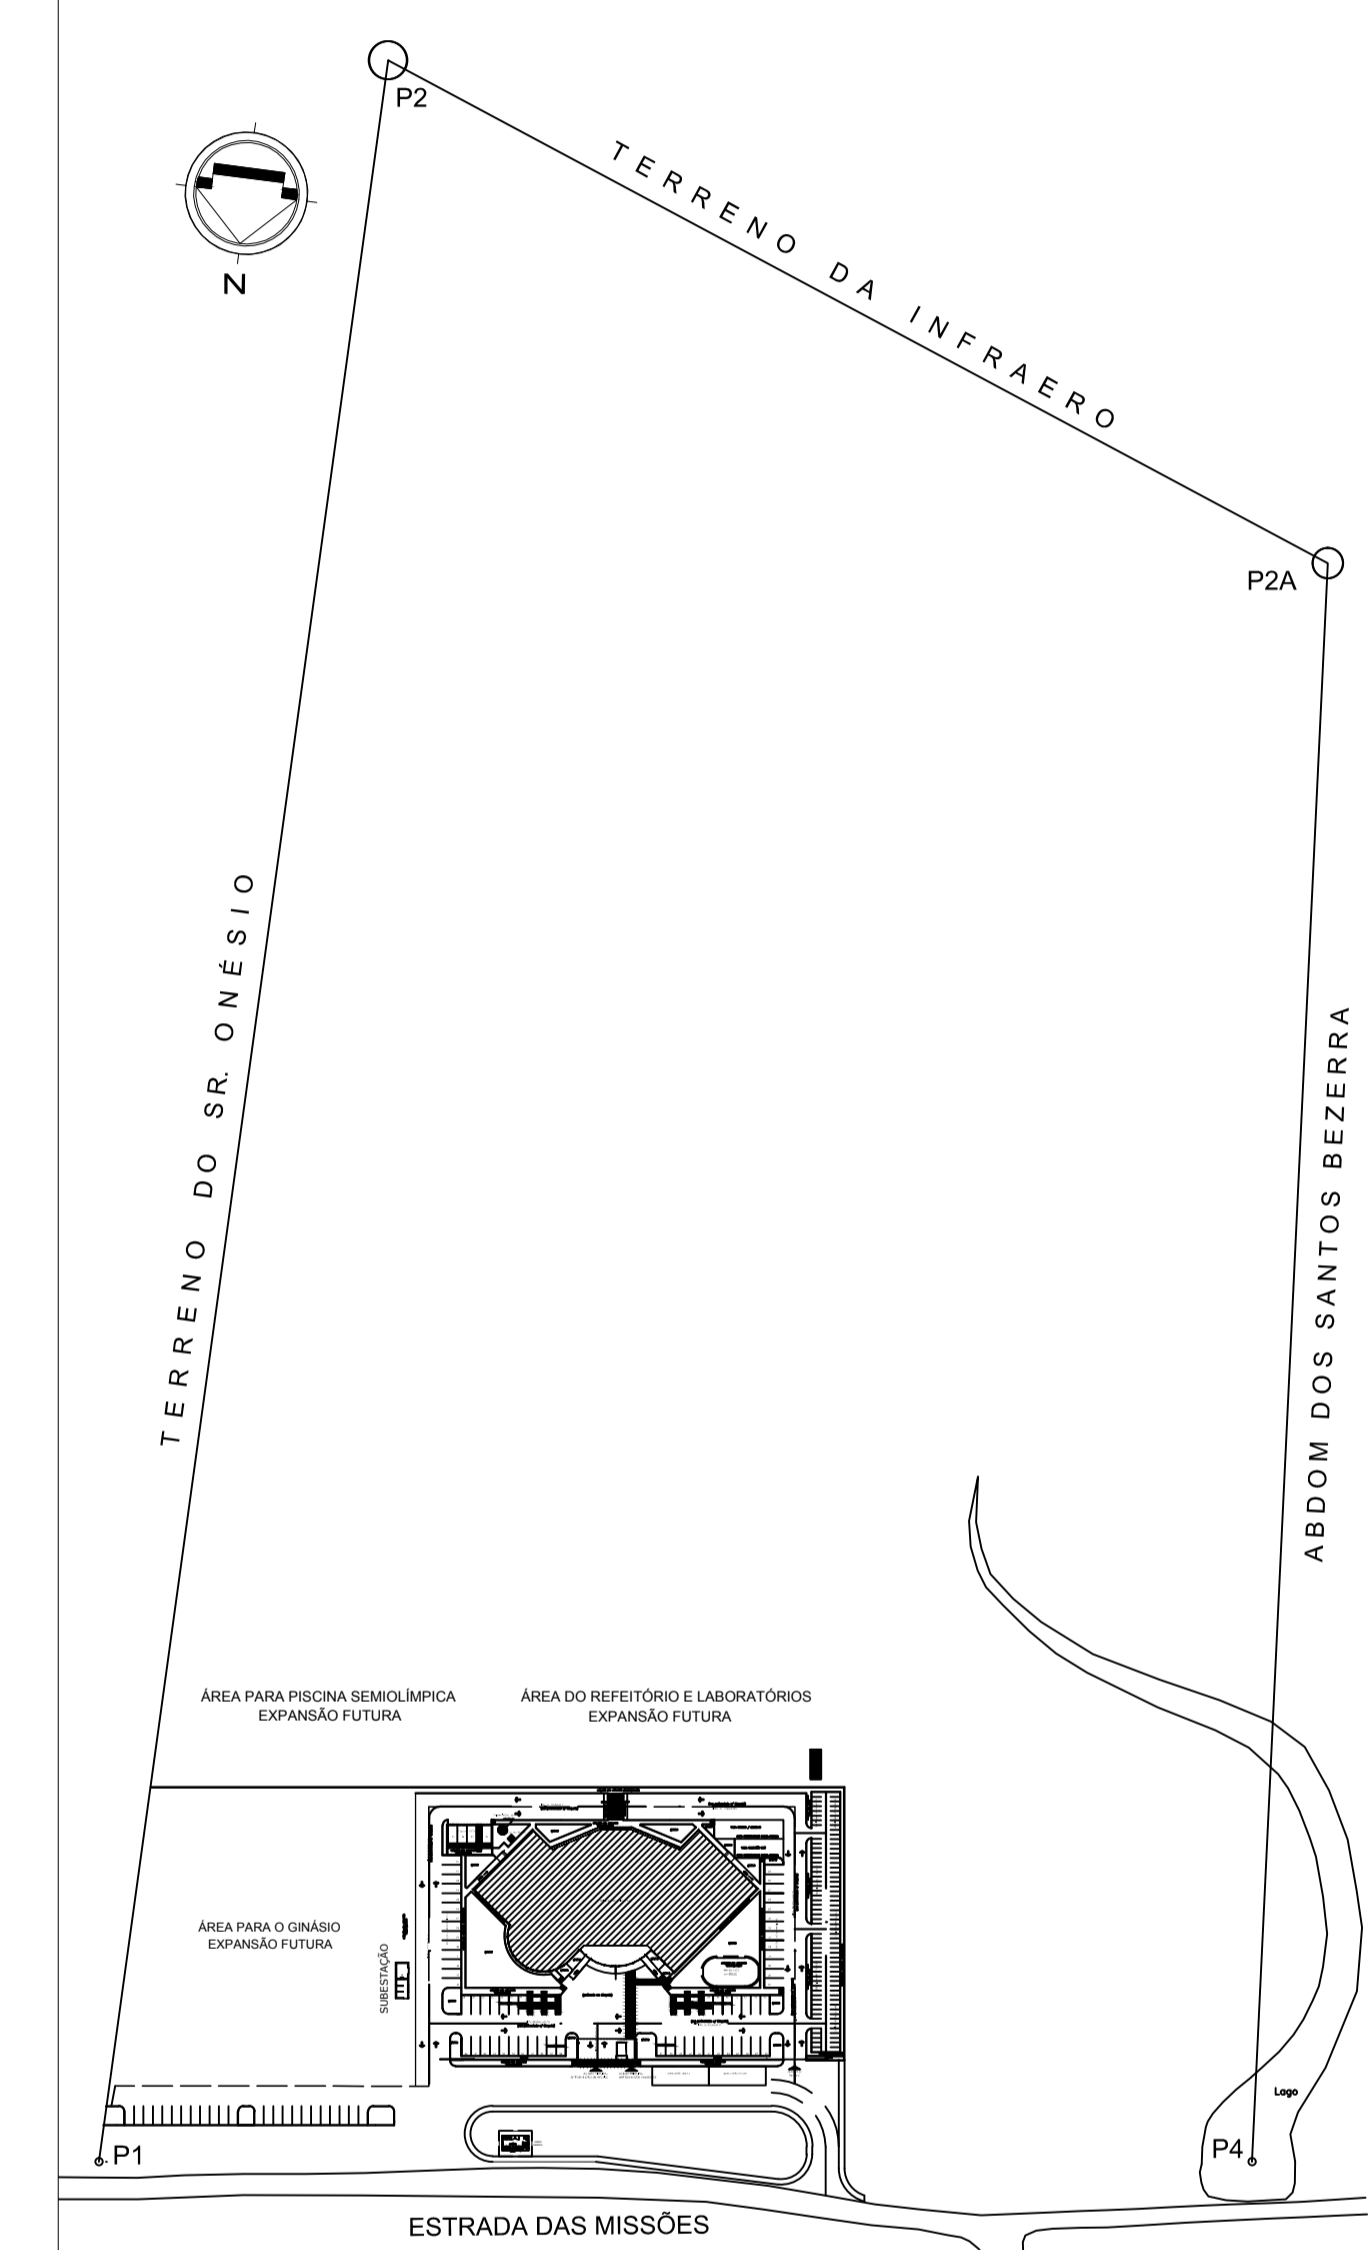 P2
N
TERRENO DA INFRAERO
P2A
TERRENO DO SR. ONÉSIO
ABDOM DOS SANTOS BEZERRA
ÁREA PARA PISCINA SEMIOLÍMPICA
EXPANSÃO FUTURA
ÁREA DO REFEITÓRIO E LABORATÓRIOS
EXPANSÃO FUTURA
ÁREA PARA O GINÁSIO
EXPANSÃO FUTURA
SUBESTAÇÃO
Lago
P1
P4
ESTRADA DAS MISSÕES